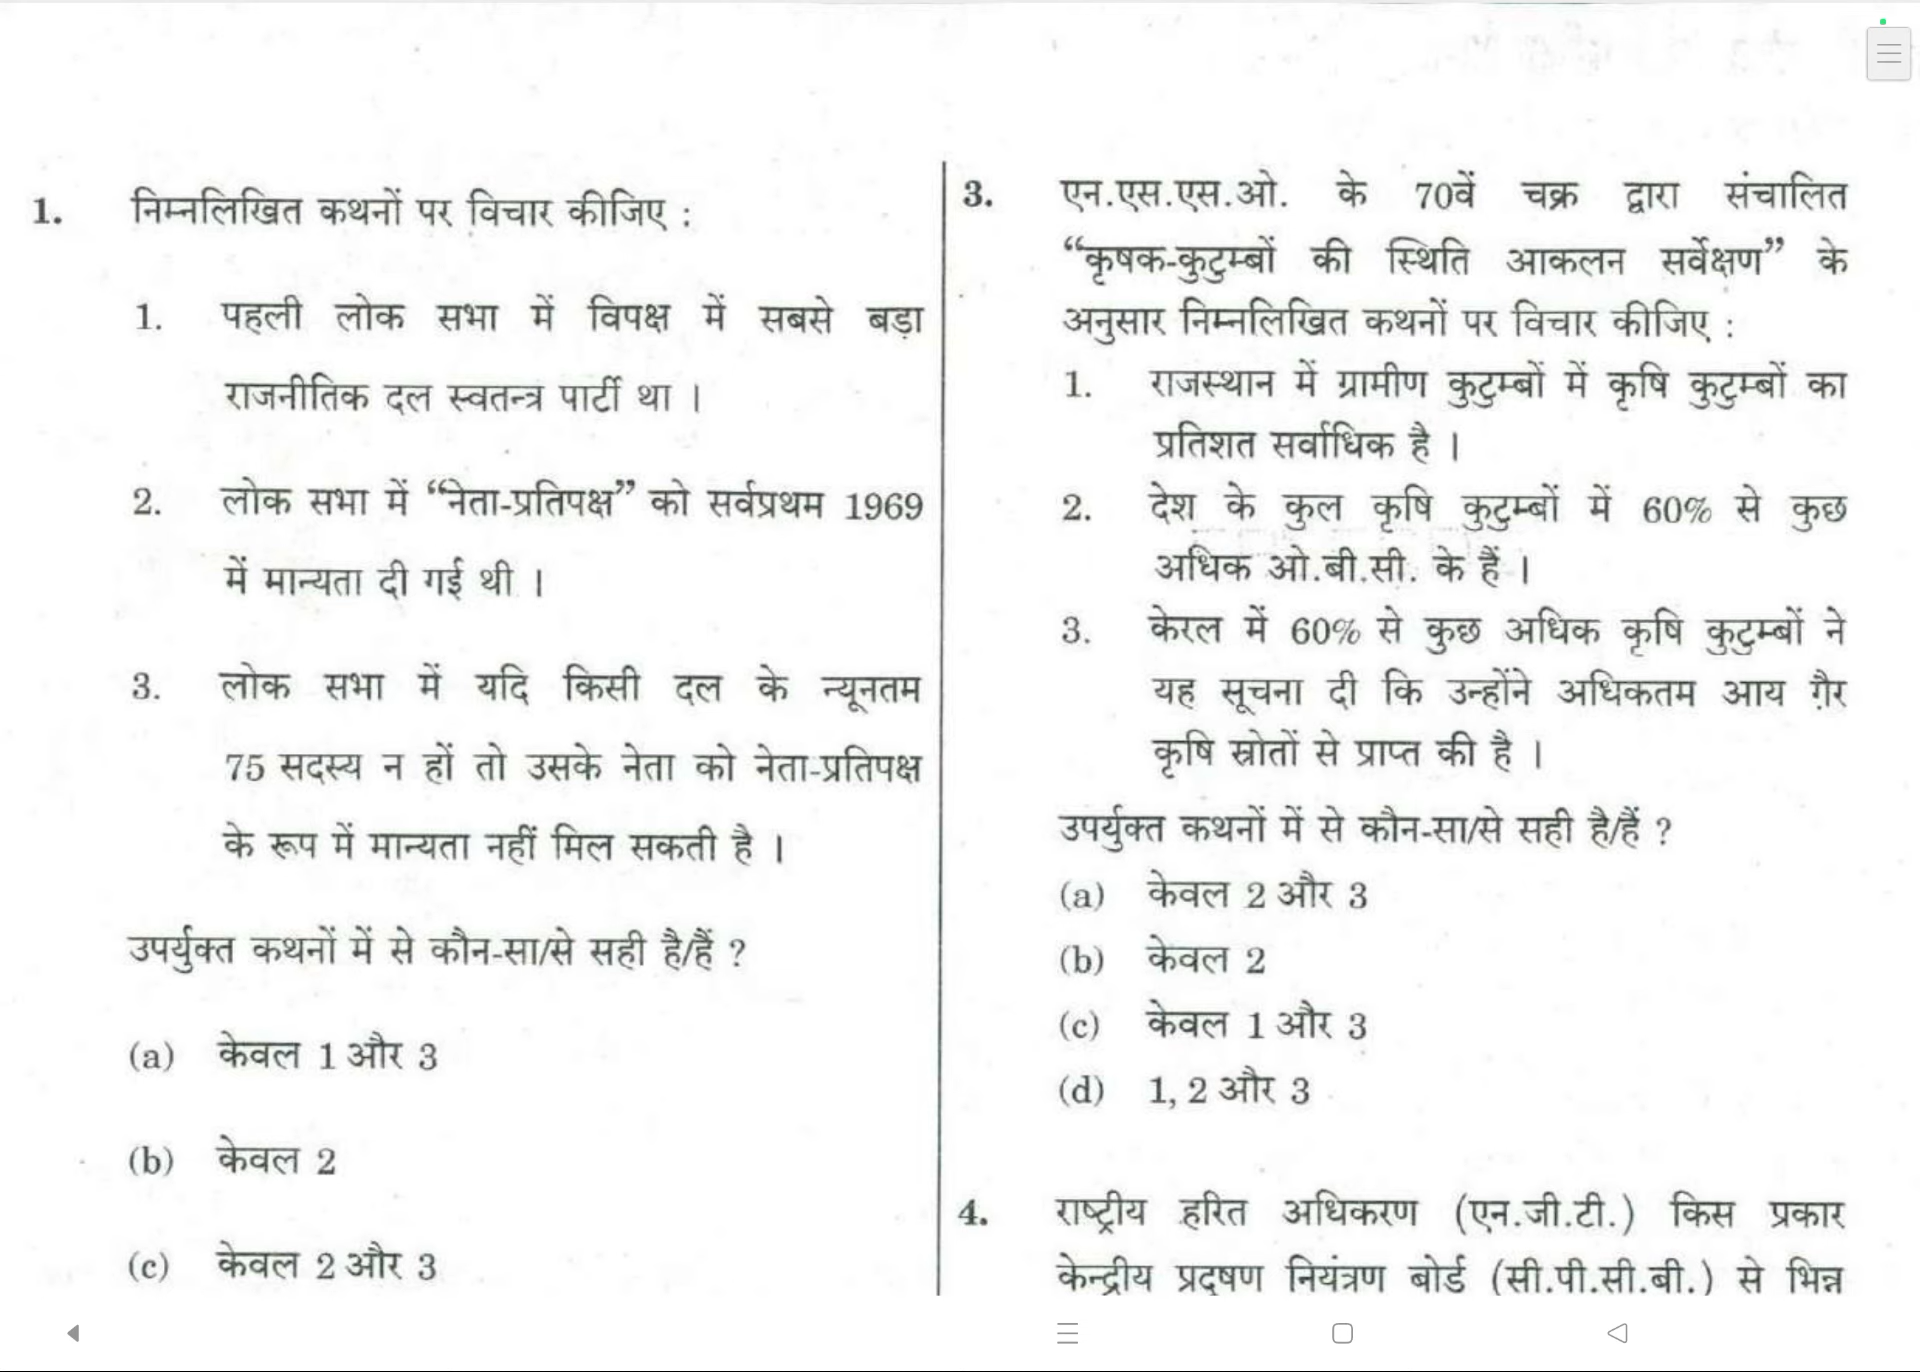 1. निम्नलिखित कथनों पर विचार कीजिए :
1. पहली लोक सभा में विपक्ष में सबसे बड़ा
राजनीतिक दल स्वतन्त्र पार्टी था ।
2. लोक सभा में “नेता-प्रतिपक्ष” को सर्वप्रथम 1969
में मान्यता दी गई थी ।
3. लोक सभा में यदि किसी दल के न्यूनतम
75 सदस्य न हों तो उसके नेता को नेता-प्रतिपक्ष
के रूप में मान्यता नहीं मिल सकती है ।
उपर्युक्त कथनों में से कौन-सा/से सही है/हैं ?
(a) केवल 1 और 3
(b) केवल 2
(c) केवल 2 और 3
3. एन.एस.एस.ओ. के 70वें चक्र द्वारा संचालित
“कृषक-कुटुम्बों की स्थिति आकलन सर्वेक्षण” के
अनुसार निम्नलिखित कथनों पर विचार कीजिए :
1. राजस्थान में ग्रामीण कुटुम्बों में कृषि कुटुम्बों का
प्रतिशत सर्वाधिक है ।
2. देश के कुल कृषि कुटुम्बों में 60% से कुछ
अधिक ओ.बी.सी. के हैं ।
3. केरल में 60% से कुछ अधिक कृषि कुटुम्बों ने
यह सूचना दी कि उन्होंने अधिकतम आय ग़ैर
कृषि स्रोतों से प्राप्त की है ।
उपर्युक्त कथनों में से कौन-सा/से सही है/हैं ?
(a) केवल 2 और 3
(b) केवल 2
(c) केवल 1 और 3
(d) 1, 2 और 3
4. राष्ट्रीय हरित अधिकरण (एन.जी.टी.) किस प्रकार
केन्द्रीय प्रदूषण नियंत्रण बोर्ड (सी.पी.सी.बी.) से भिन्न